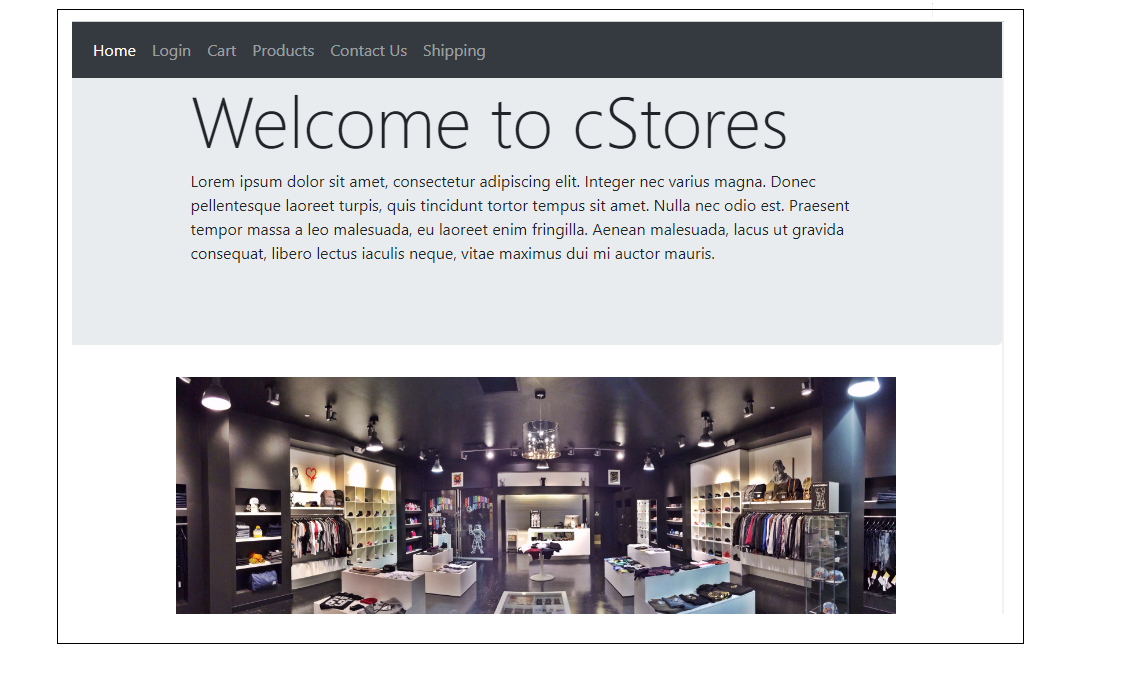 Home Login Cart Products Contact Us Shipping
Welcome to cStores
Lorem ipsum dolor sit amet, consectetur adipiscing elit. Integer nec varius magna. Donec
pellentesque laoreet turpis, quis tincidunt tortor tempus sit amet. Nulla nec odio est. Praesent
tempor massa a leo malesuada, eu laoreet enim fringilla. Aenean malesuada, lacus ut gravida
consequat, libero lectus iaculis neque, vitae maximus dui mi auctor mauris.